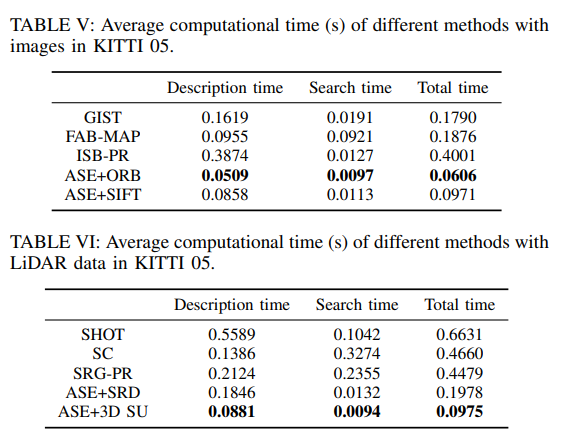 TABLE V: Average computational time (s) of different methods with
images in KITTI 05.
Description time Search time Total time
GIST 0.1619 0.0191 0.1790
FAB-MAP 0.0955 0.0921 0.1876
ISB-PR 0.3874 0.0127 0.4001
ASE+ORB 0.0509 0.0097 0.0606
ASE+SIFT 0.0858 0.0113 0.0971
TABLE VI: Average computational time (s) of different methods with
LiDAR data in KITTI 05.
Description time Search time Total time
SHOT 0.5589 0.1042 0.6631
SC 0.1386 0.3274 0.4660
SRG-PR 0.2124 0.2355 0.4479
ASE+SRD 0.1846 0.0132 0.1978
ASE+3D SU 0.0881 0.0094 0.0975